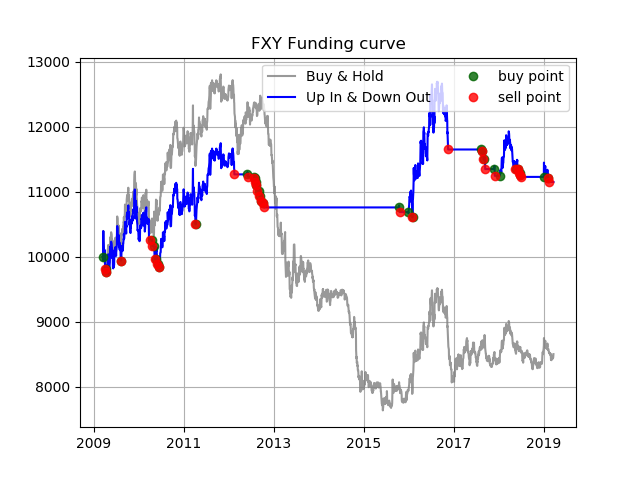 FXY Funding curve
13000
12000
11000
10000
9000
8000
Buy & Hold
Up In & Down Out
buy point
sell point
2009 2011 2013 2015 2017 2019